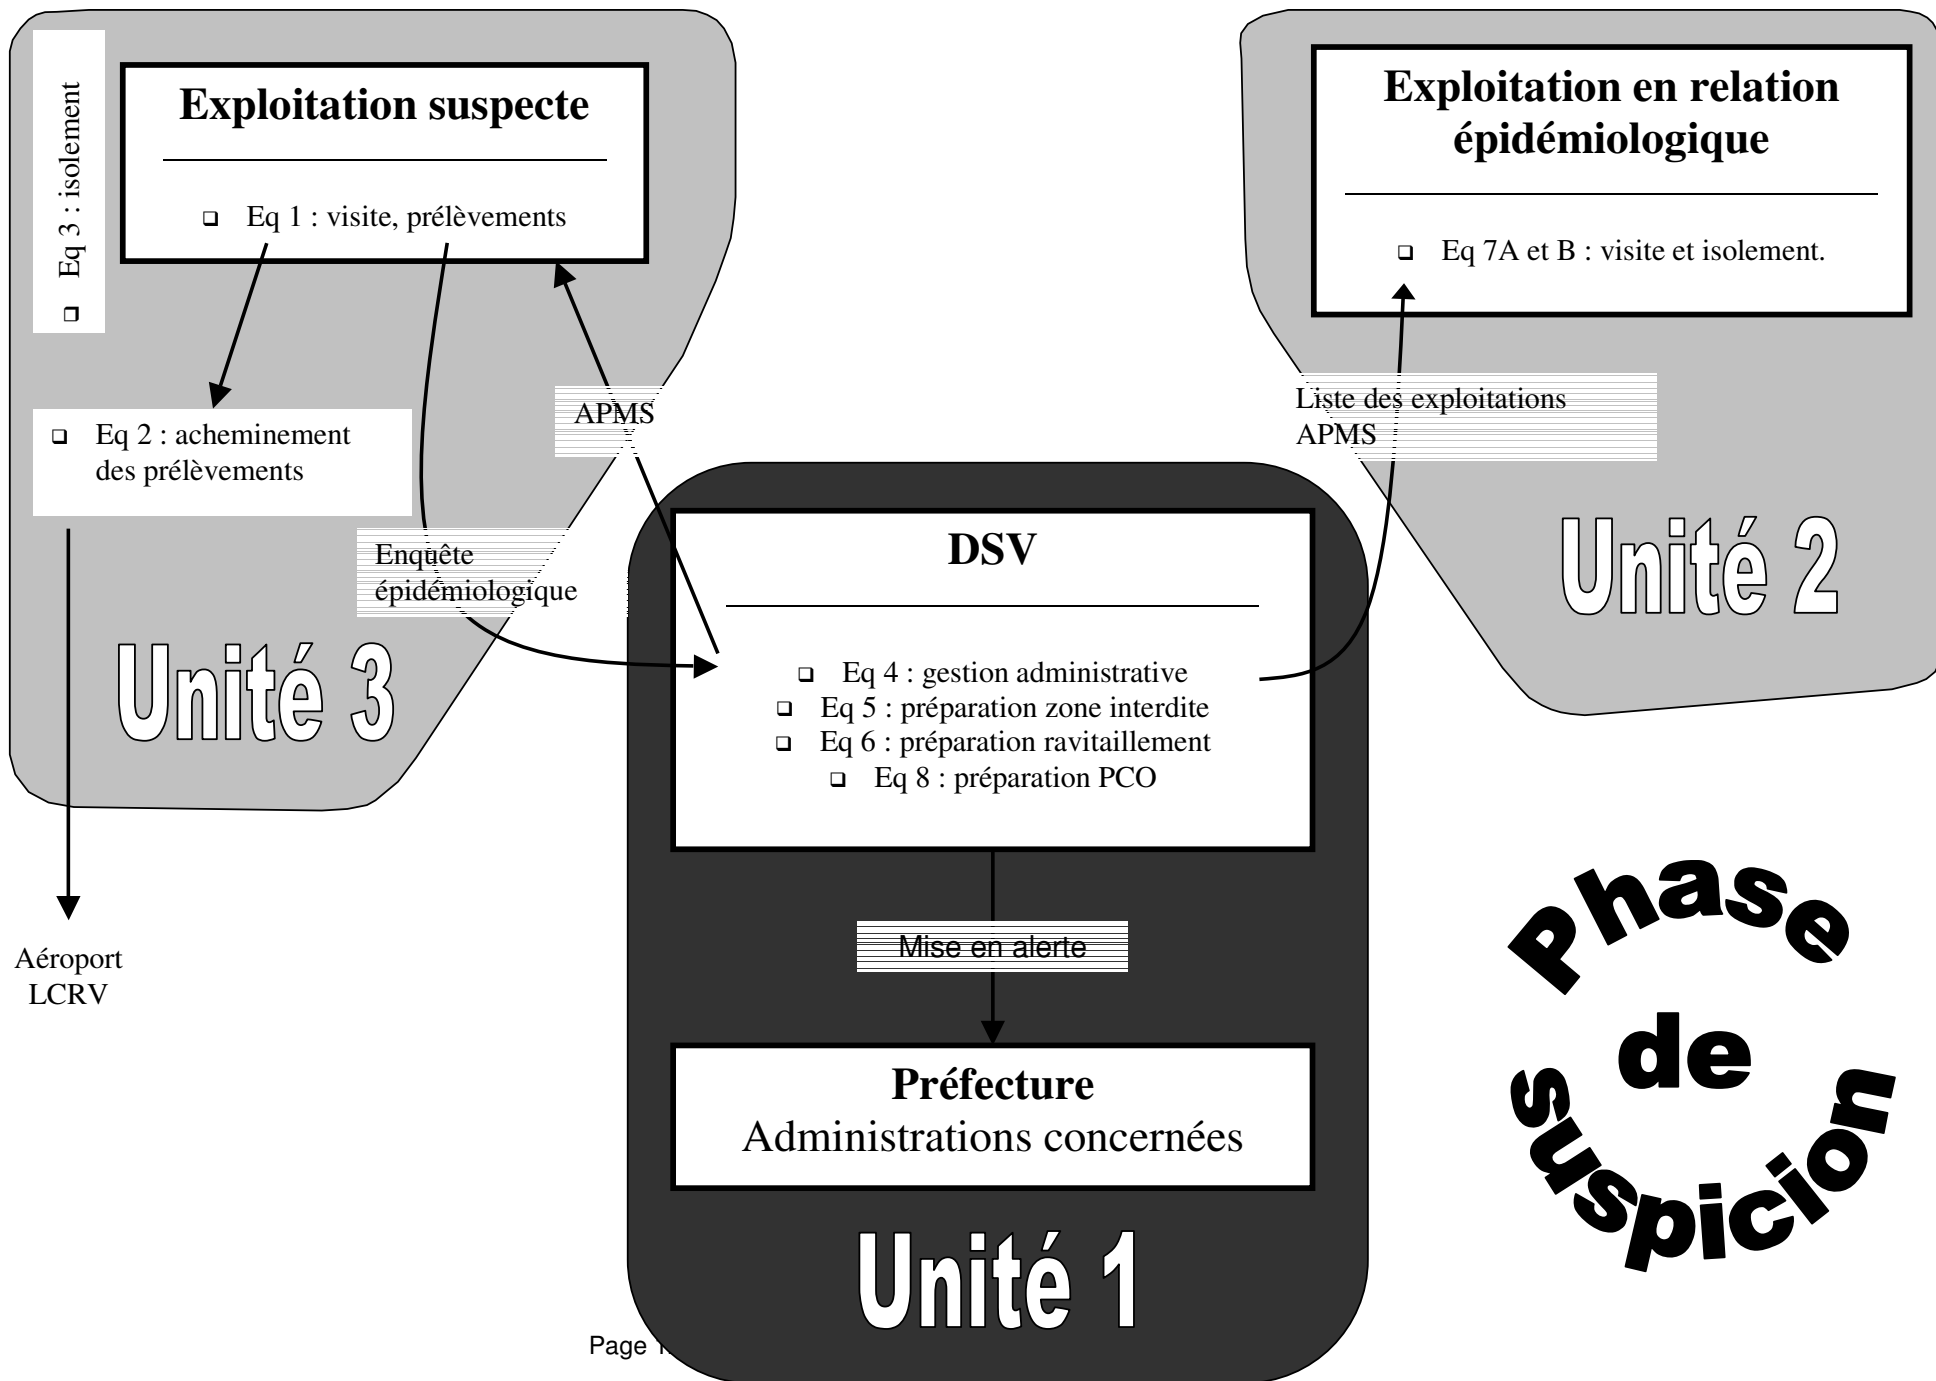 ❑ Eq 3 : isolement
Exploitation suspecte
❑ Eq 1 : visite, prélèvements
❑ Eq 2 : acheminement
des prélèvements
APMS
Enquête
épidémiologique
Unité 3
Aéroport
LCRV
Exploitation en relation
épidémiologique
❑ Eq 7A et B : visite et isolement.
Liste des exploitations
APMS
Unité 2
DSV
❑ Eq 4 : gestion administrative
❑ Eq 5 : préparation zone interdite
❑ Eq 6 : préparation ravitaillement
❑ Eq 8 : préparation PCO
Mise en alerte
Préfecture
Administrations concernées
Unité 1
Phase
de
suspicion
Page